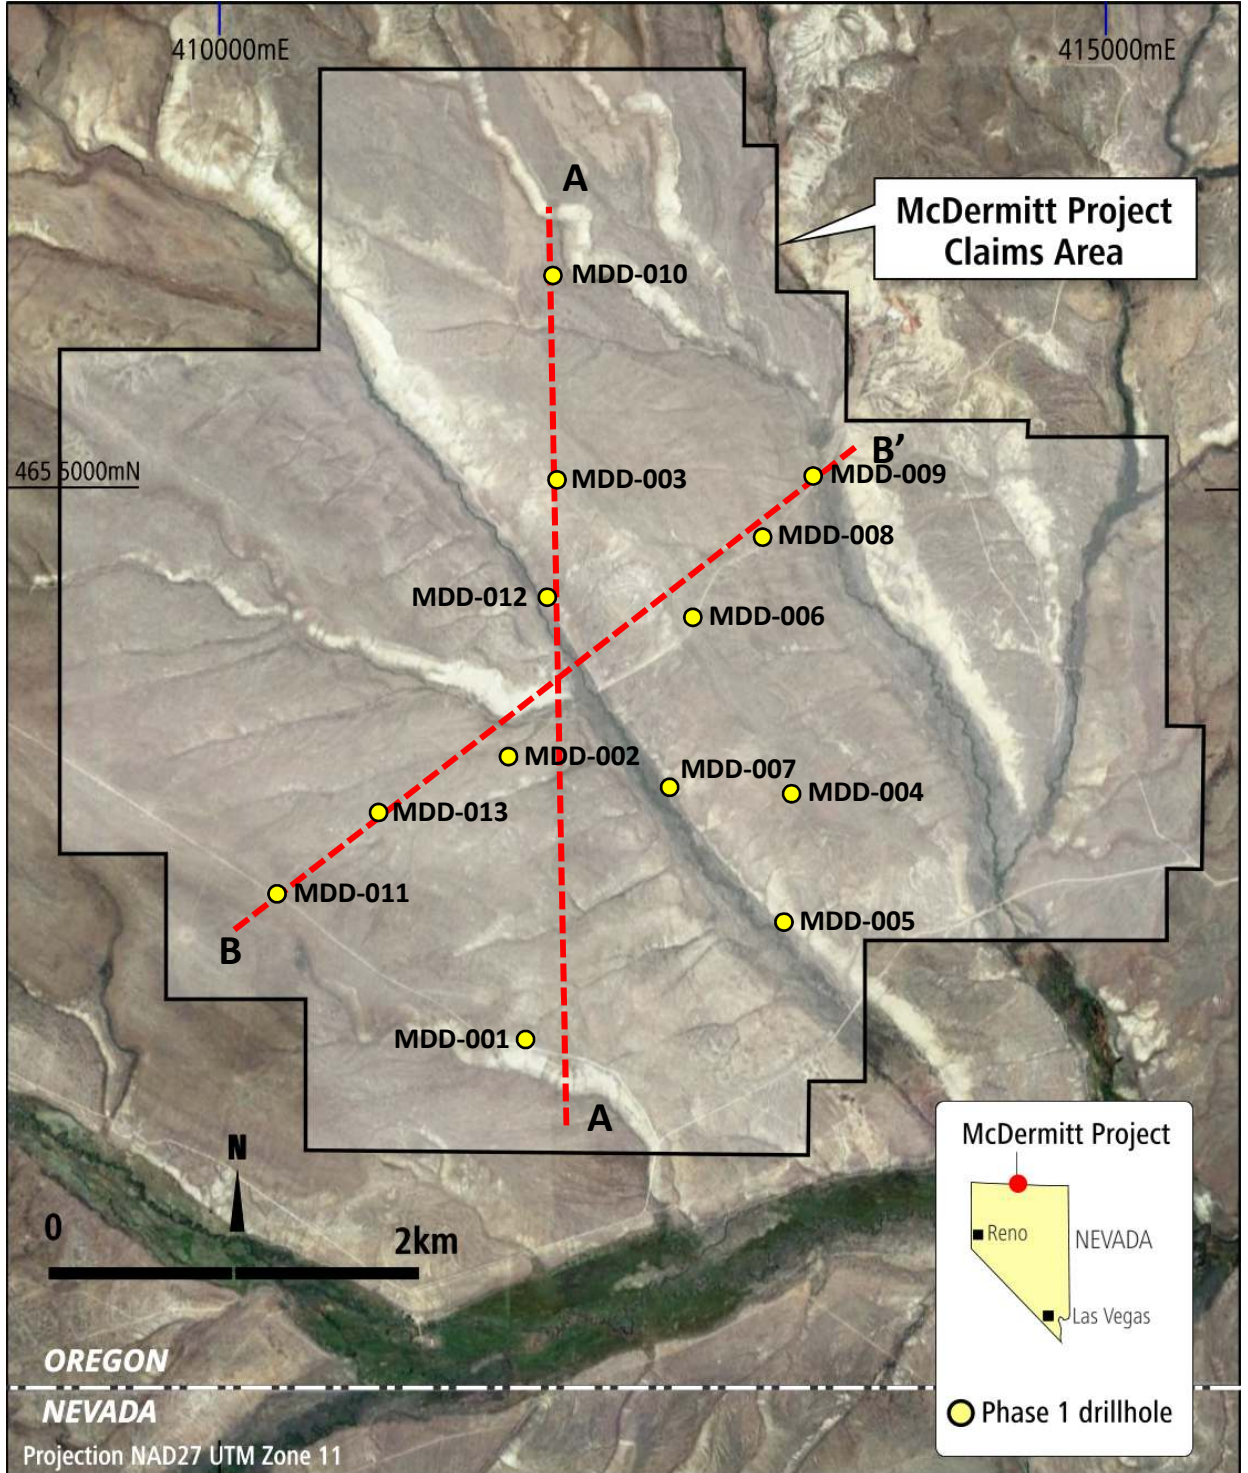 410000mE
415000mE
A
McDermitt Project
Claims Area
MDD-010
B’
465 5000mN
MDD-003
MDD-009
MDD-008
MDD-012
MDD-006
MDD-002
MDD-007
MDD-004
MDD-013
MDD-011
MDD-005
B
MDD-001
A
N
0
2km
McDermitt Project
Reno
NEVADA
Las Vegas
OREGON
NEVADA
Phase 1 drillhole
Projection NAD27 UTM Zone 11